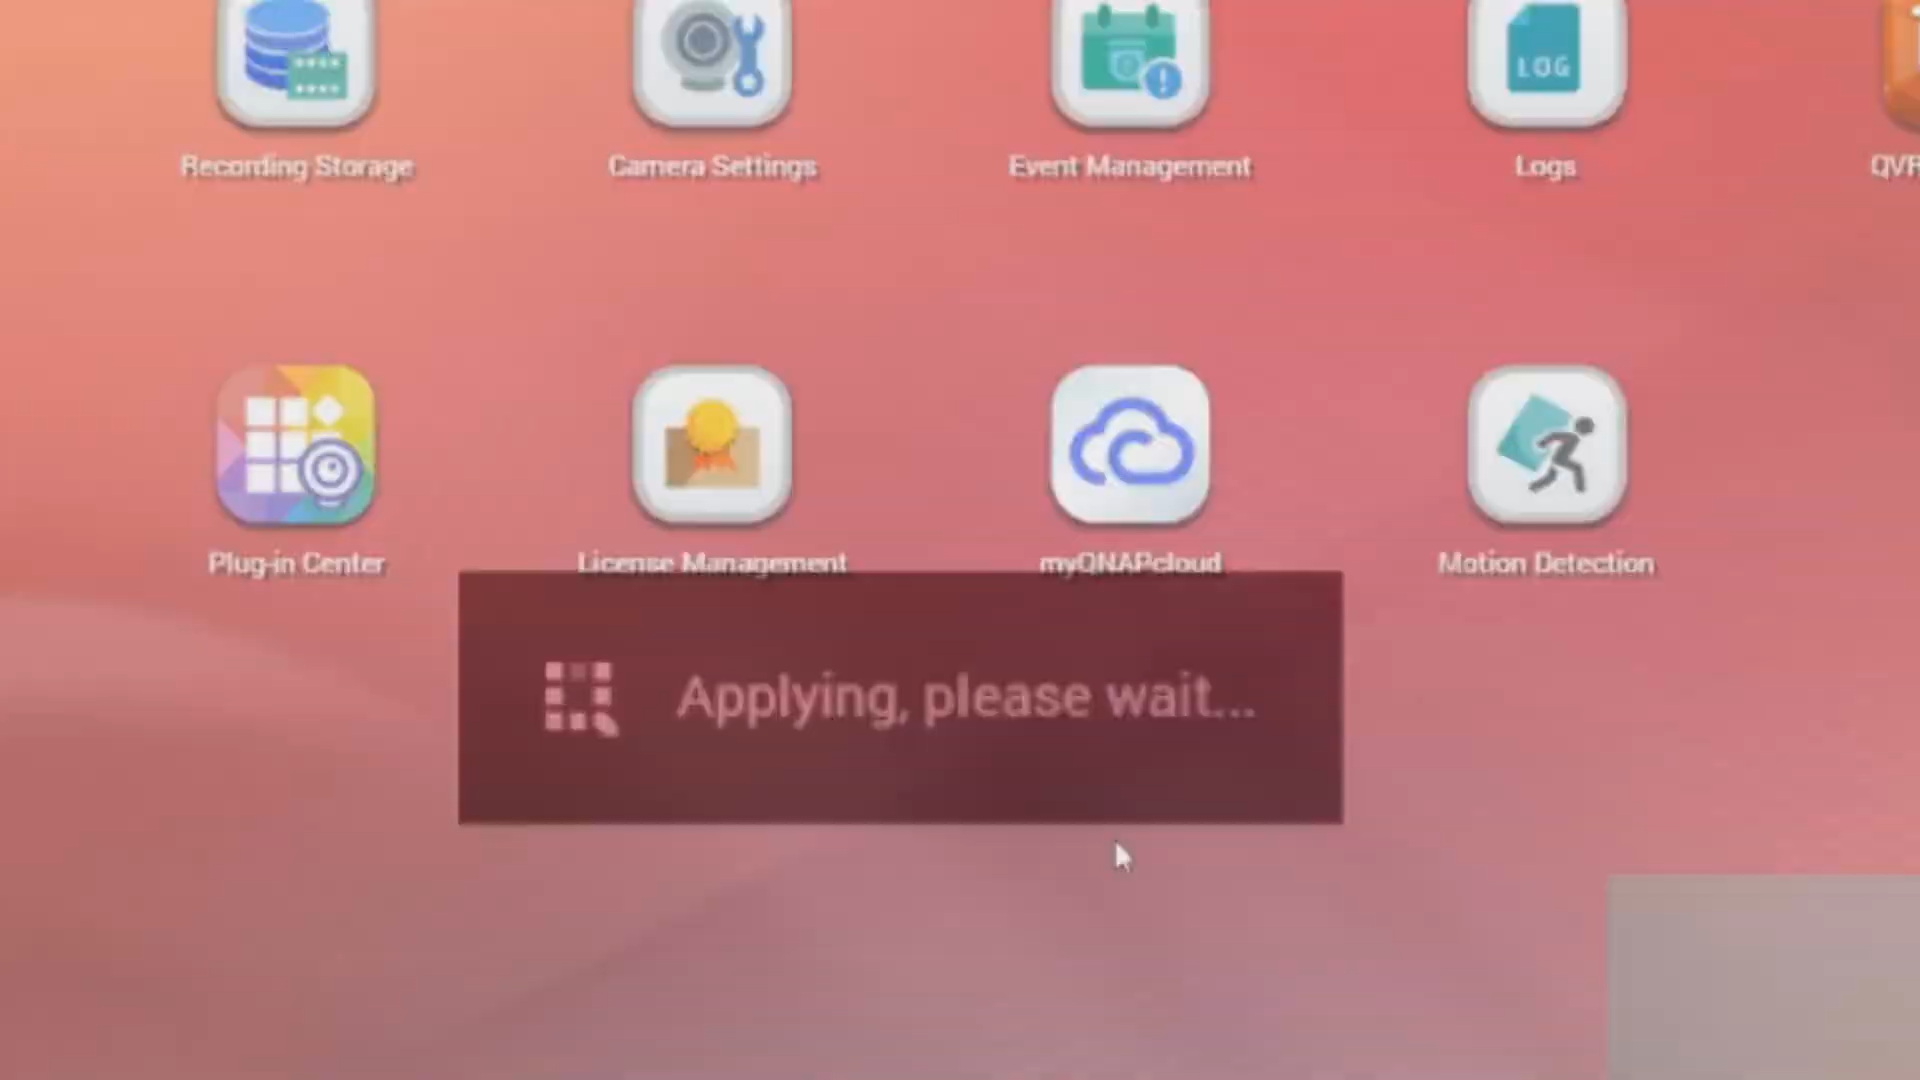 LOG
Recording Storage
Camera Settings
Event Management
Logs
QVR
Plug-in Center
License Management
myQNAPcloud
Motion Detection
Applying, please wait...